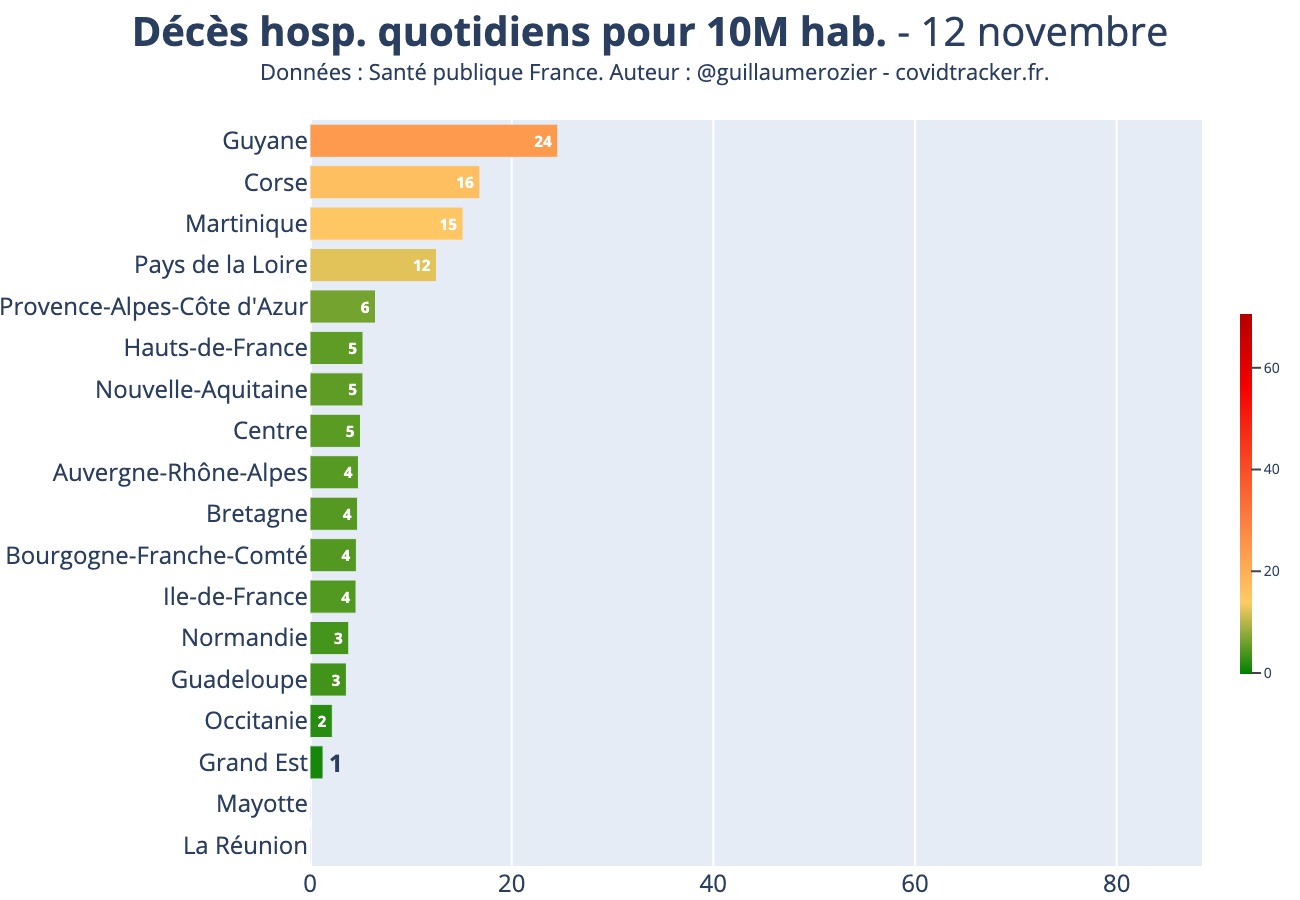 Décès hosp. quotidiens pour 10M hab. - 12 novembre
Données : Santé publique France. Auteur : @guillaumerozier - covidtracker.fr.
Guyane 24
Corse 16
Martinique 15
Pays de la Loire 12
Provence-Alpes-Côte d'Azur 6
Hauts-de-France 5
Nouvelle-Aquitaine 5
Centre 5
Auvergne-Rhône-Alpes 4
Bretagne 4
Bourgogne-Franche-Comté 4
Ile-de-France 4
Normandie 3
Guadeloupe 3
Occitanie 2
Grand Est 1
Mayotte
La Réunion
0 20 40 60 80
60
40
20
0